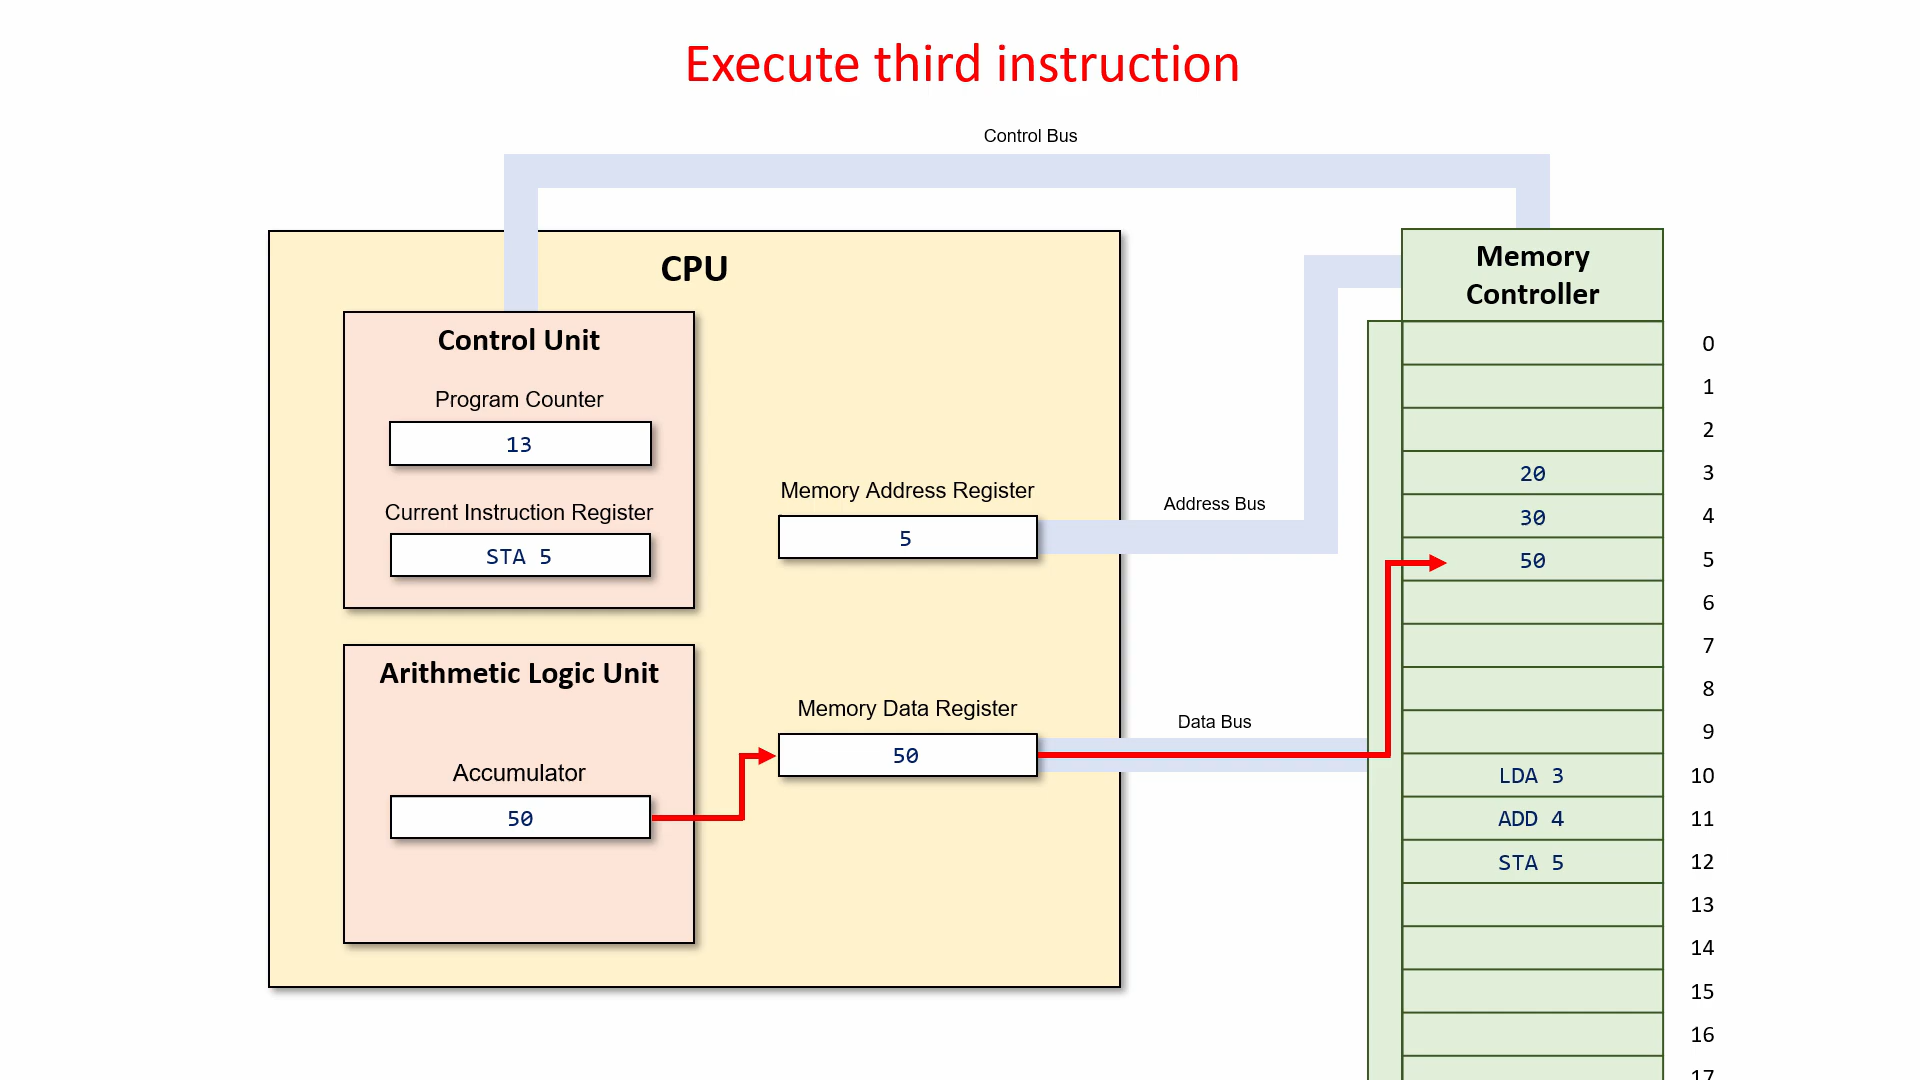 Execute third instruction
Control Bus
CPU
Control Unit
Program Counter
13
Current Instruction Register
STA 5
Arithmetic Logic Unit
Accumulator
50
Memory Address Register
5
Memory Data Register
50
Address Bus
Data Bus
Memory
Controller
0
1
2
20 3
30 4
50 5
6
7
8
9
LDA 3 10
ADD 4 11
STA 5 12
13
14
15
16
17